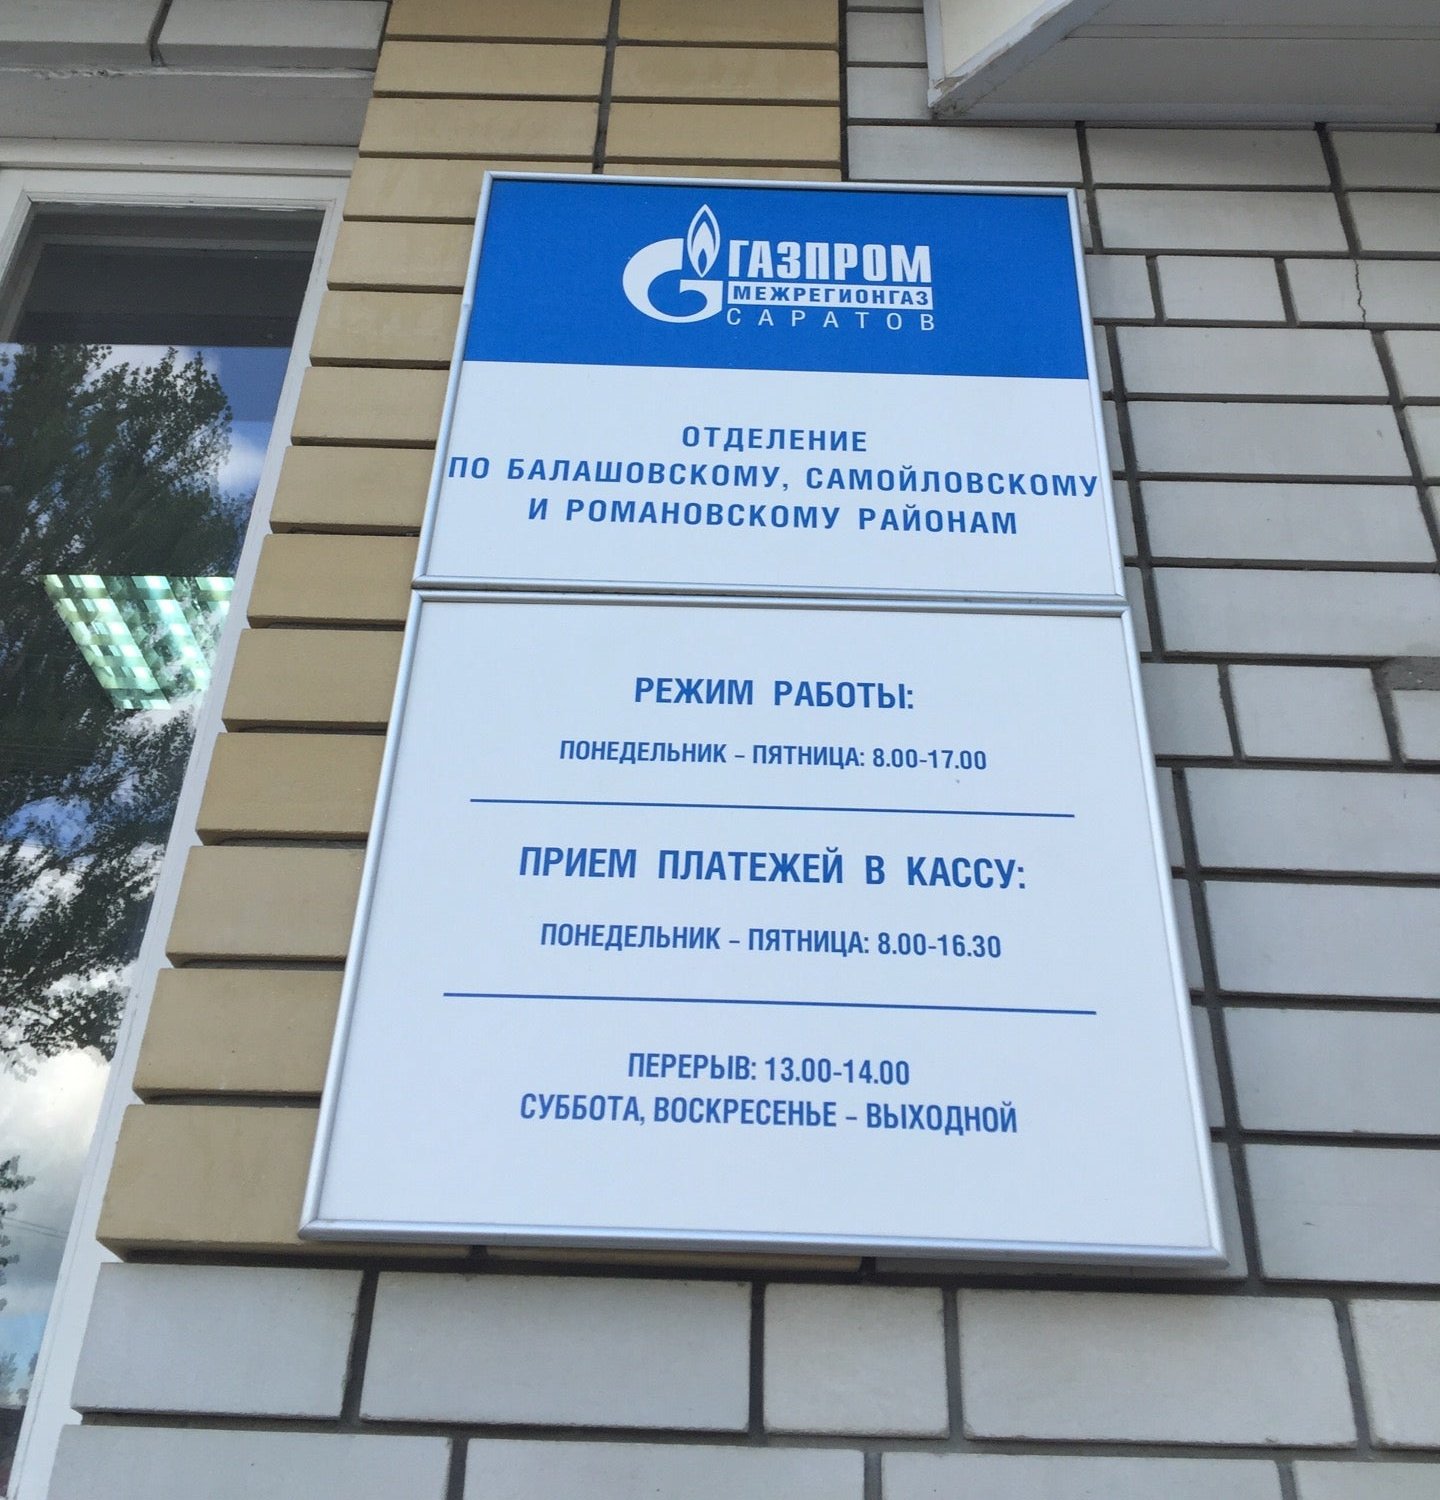 ГАЗПРОМ
МЕЖРЕГИОНГАЗ
САРАТОВ
ОТДЕЛЕНИЕ
ПО БАЛАШОВСКОМУ, САМОЙЛОВСКОМУ
И РОМАНОВСКОМУ РАЙОНАМ
РЕЖИМ РАБОТЫ:
ПОНЕДЕЛЬНИК - ПЯТНИЦА: 8.00-17.00
ПРИЕМ ПЛАТЕЖЕЙ В КАССУ:
ПОНЕДЕЛЬНИК - ПЯТНИЦА: 8.00-16.30
ПЕРЕРЫВ: 13.00-14.00
СУББОТА, ВОСКРЕСЕНЬЕ - ВЫХОДНОЙ